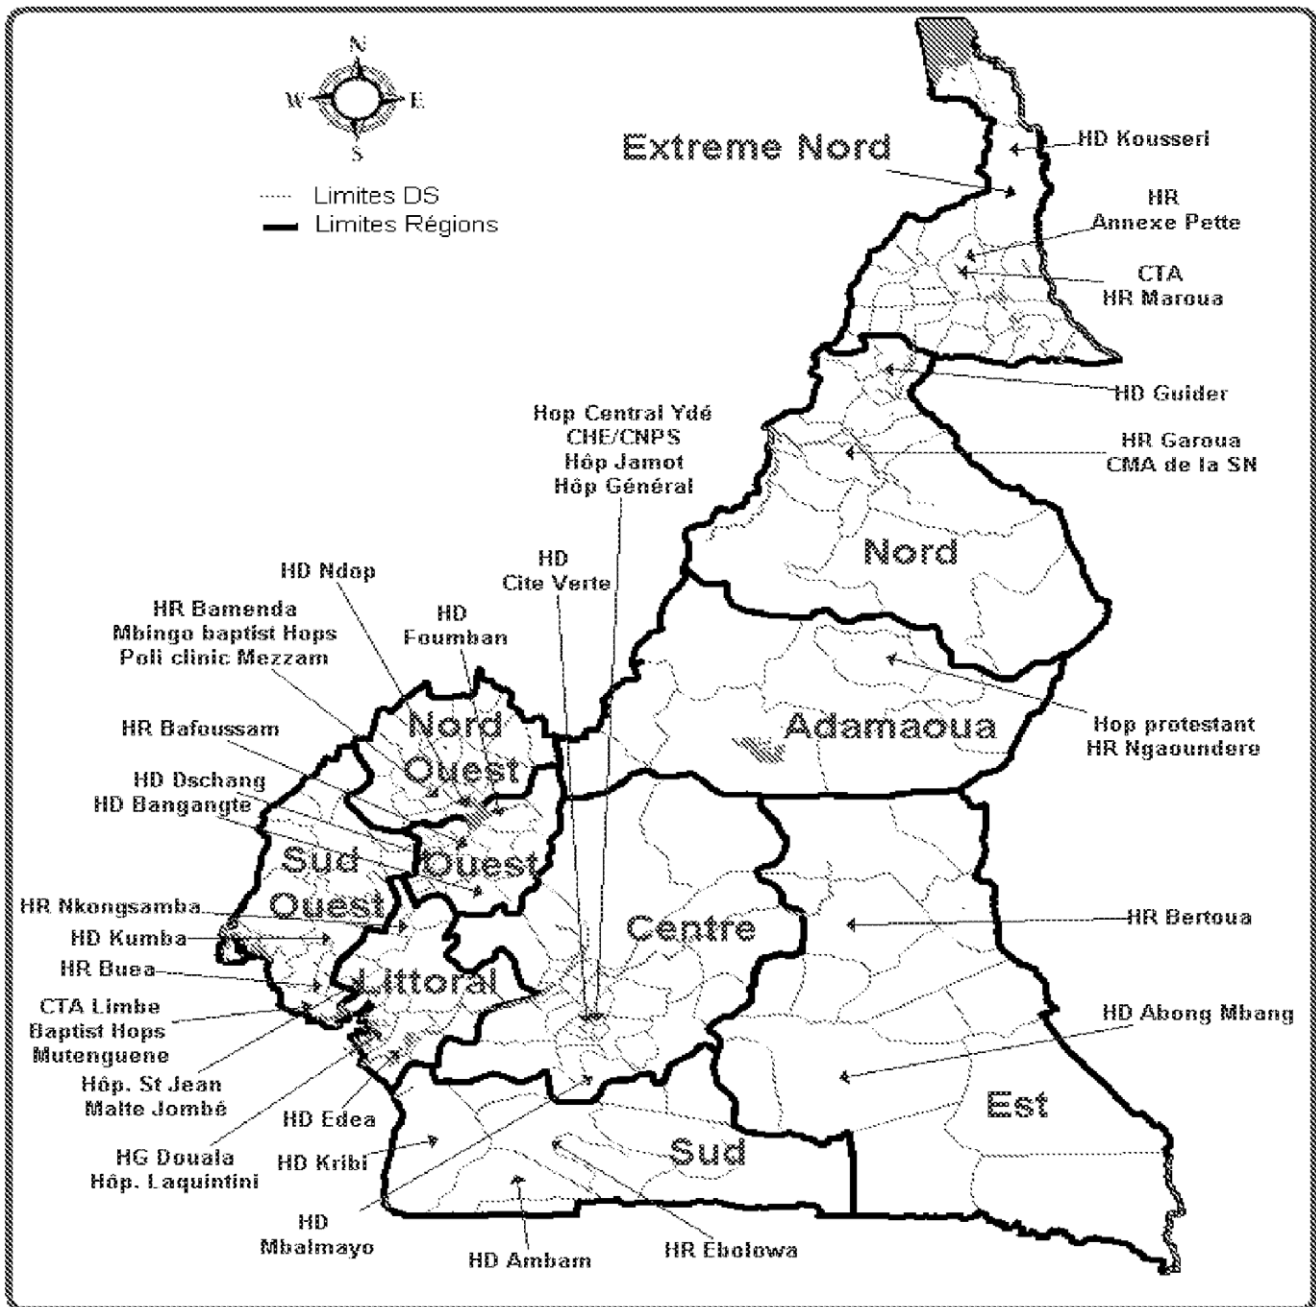 N
W E
S
Limites DS
Limites Régions
Extreme Nord
HD Kousseri
HR
Annexe Pette
CTA
HR Maroua
HD Guider
HR Garoua
CMA de la SN
Nord
Hop Central Ydé
CHE/CNPS
Hôp Jamot
Hôp Général
HD
Cite Verte
HD Ndop
HR Bamenda
Mbingo baptist Hops
Poli clinic Mezzam
HD
Foumban
Nord
Ouest
Adamaoua
Hop protestant
HR Ngaoundere
HR Bafoussam
HD Dschang
HD Bangangte
Sud
Ouest
Ouest
Centre
HR Nkongsamba
HD Kumba
HR Buea
Littoral
HR Bertoua
CTA Limbe
Baptist Hops
Mutenguene
HD Abong Mbang
Hôp. St Jean
Malte Jombé
HD Edea
Est
HG Douala
Hôp. Laquintini
HD Kribi
Sud
HD
Mbalmayo
HD Ambam
HR Ebolowa